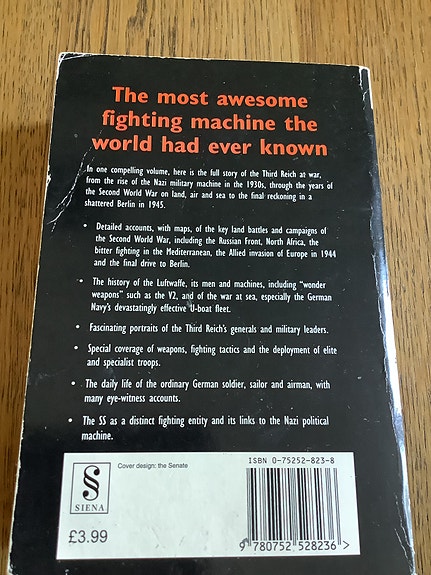 The most awesome
fighting machine the
world had ever known
In one compelling volume, here is the full story of the Third Reich at war,
from the rise of the Nazi military machine in the 1930s, through the years of
the Second World War on land, air and sea to the final reckoning in a
shattered Berlin in 1945.
• Detailed accounts, with maps, of the key land battles and campaigns of
the Second World War, including the Russian Front, North Africa, the
bitter fighting in the Mediterranean, the Allied invasion of Europe in 1944
and the final drive to Berlin.
• The history of the Luftwaffe, its men and machines, including "wonder
weapons" such as the V2, and of the war at sea, especially the German
Navy's devastatingly effective U-boat fleet.
• Fascinating portraits of the Third Reich's generals and military leaders.
• Special coverage of weapons, fighting tactics and the deployment of elite
and specialist troops.
• The daily life of the ordinary German soldier, sailor and airman, with
many eye-witness accounts.
• The SS as a distinct fighting entity and its links to the Nazi political
machine.
S
SIENA
Cover design: the Senate
£3.99
ISBN 0-75252-823-8
9 780752 528236 >